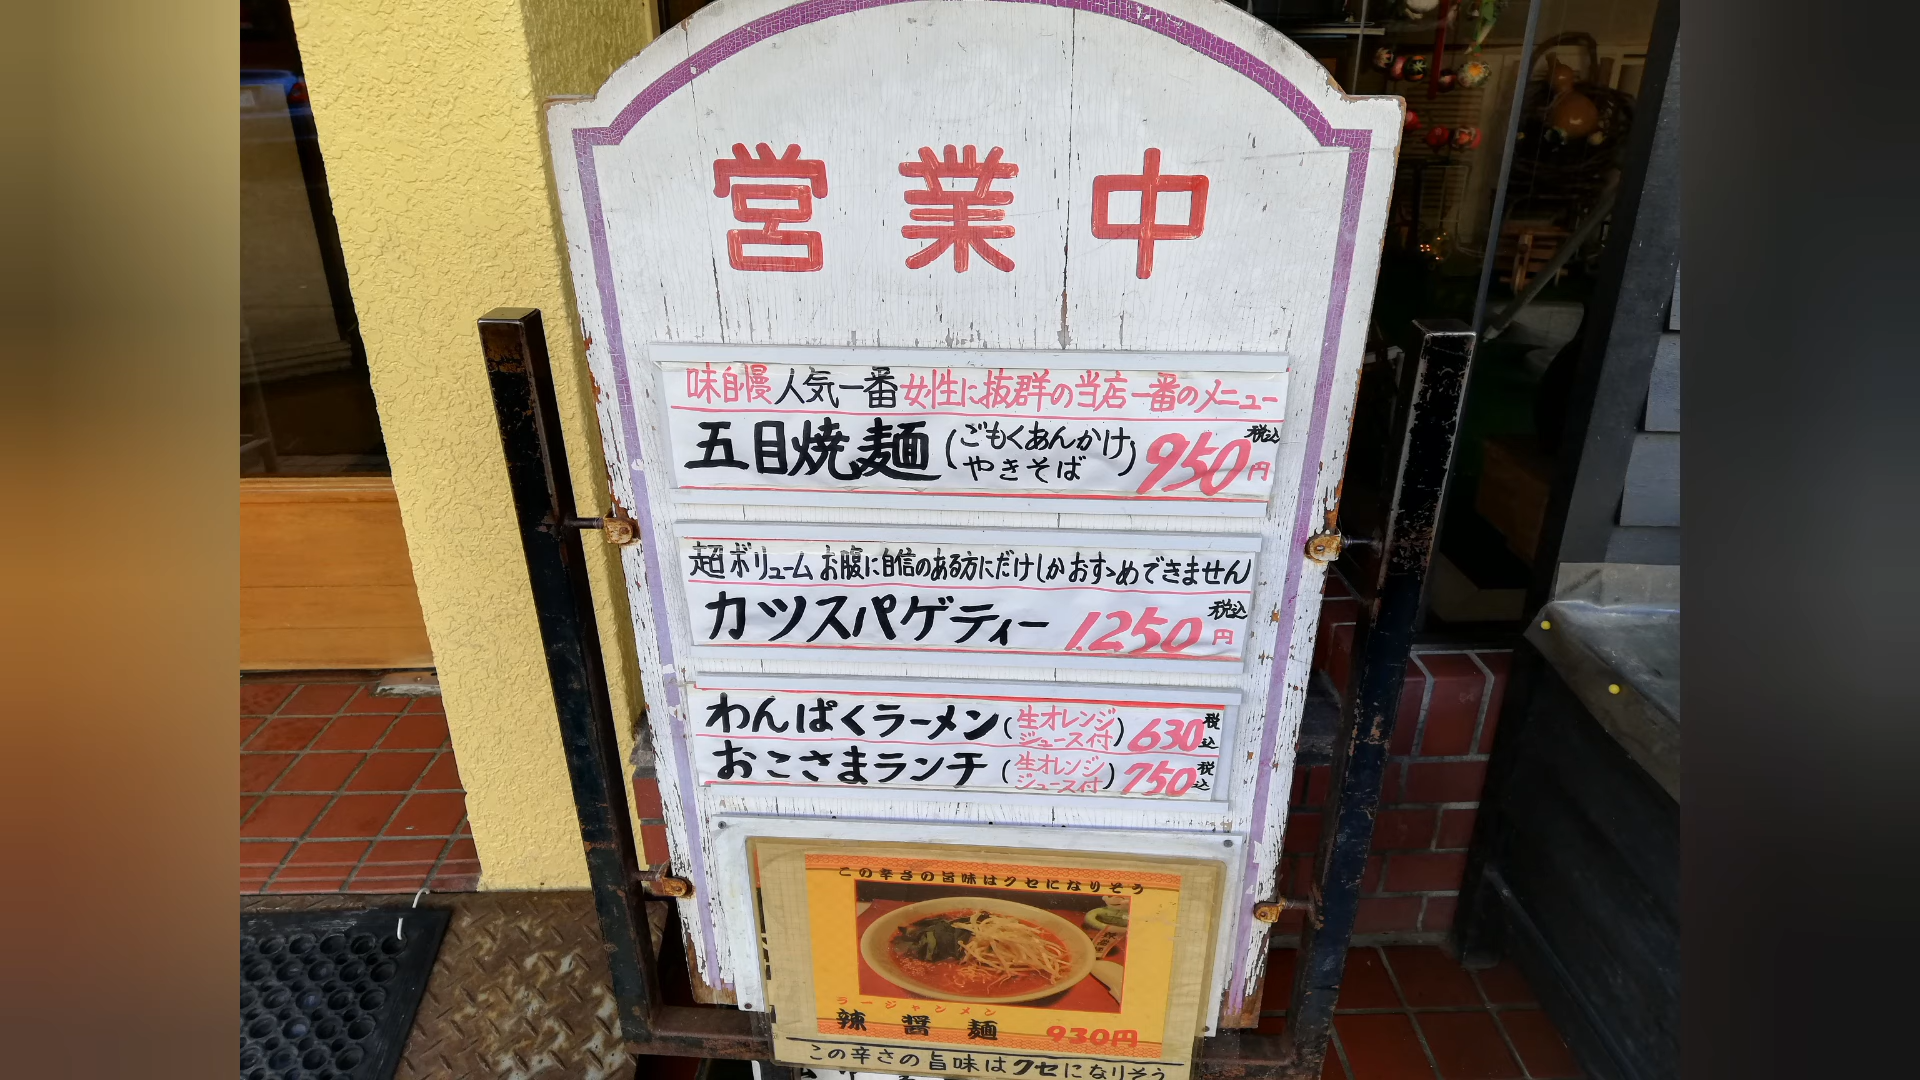 営業中
味自慢人気一番女性に抜群の当店一番のメニュー
五目焼麺(ごもくあんかけやきそば)950円税込
超ボリュームお腹に自信のある方にだけしかおすゝめできません
カツスパゲティー1,250円税込
わんぱくラーメン(生オレンジジュース付)630税込
おこさまランチ(生オレンジジュース付)750税込
この辛さの旨味はクセになりそう
ラージャンメン
辣醤麺 930円
この辛さの旨味はクセになりそう